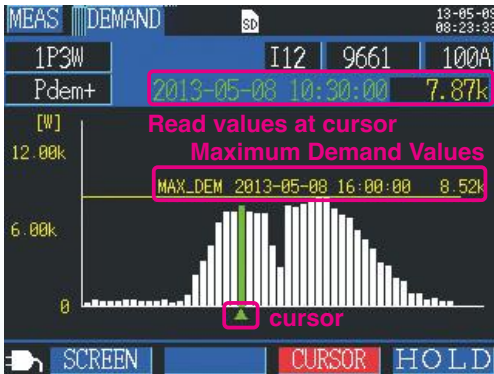 MEAS DEMAND SD 13-05-09
08:23:33
1P3W I12 9661 100A
Pdem+ 2013-05-08 10:30:00 7.87k
[W] Read values at cursor
12.00k Maximum Demand Values
MAX_DEM 2013-05-08 16:00:00 8.52k
6.00k
0
cursor
SCREEN CURSOR HOLD